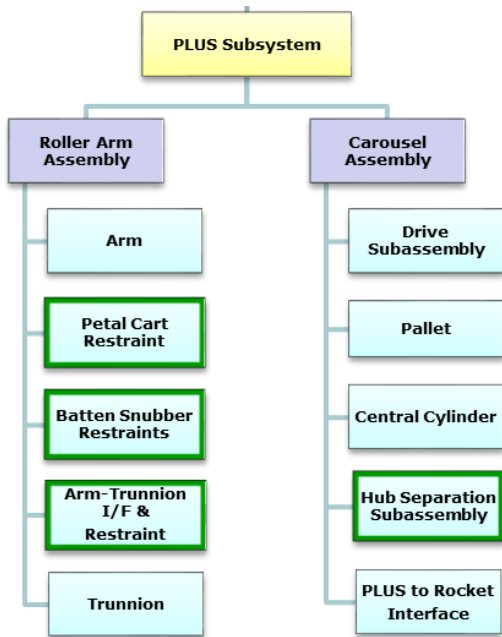 PLUS Subsystem
Roller Arm
Assembly
Arm
Petal Cart
Restraint
Batten Snubber
Restraints
Arm-Trunnion
I/F &
Restraint
Trunnion
Carousel
Assembly
Drive
Subassembly
Pallet
Central Cylinder
Hub Separation
Subassembly
PLUS to Rocket
Interface